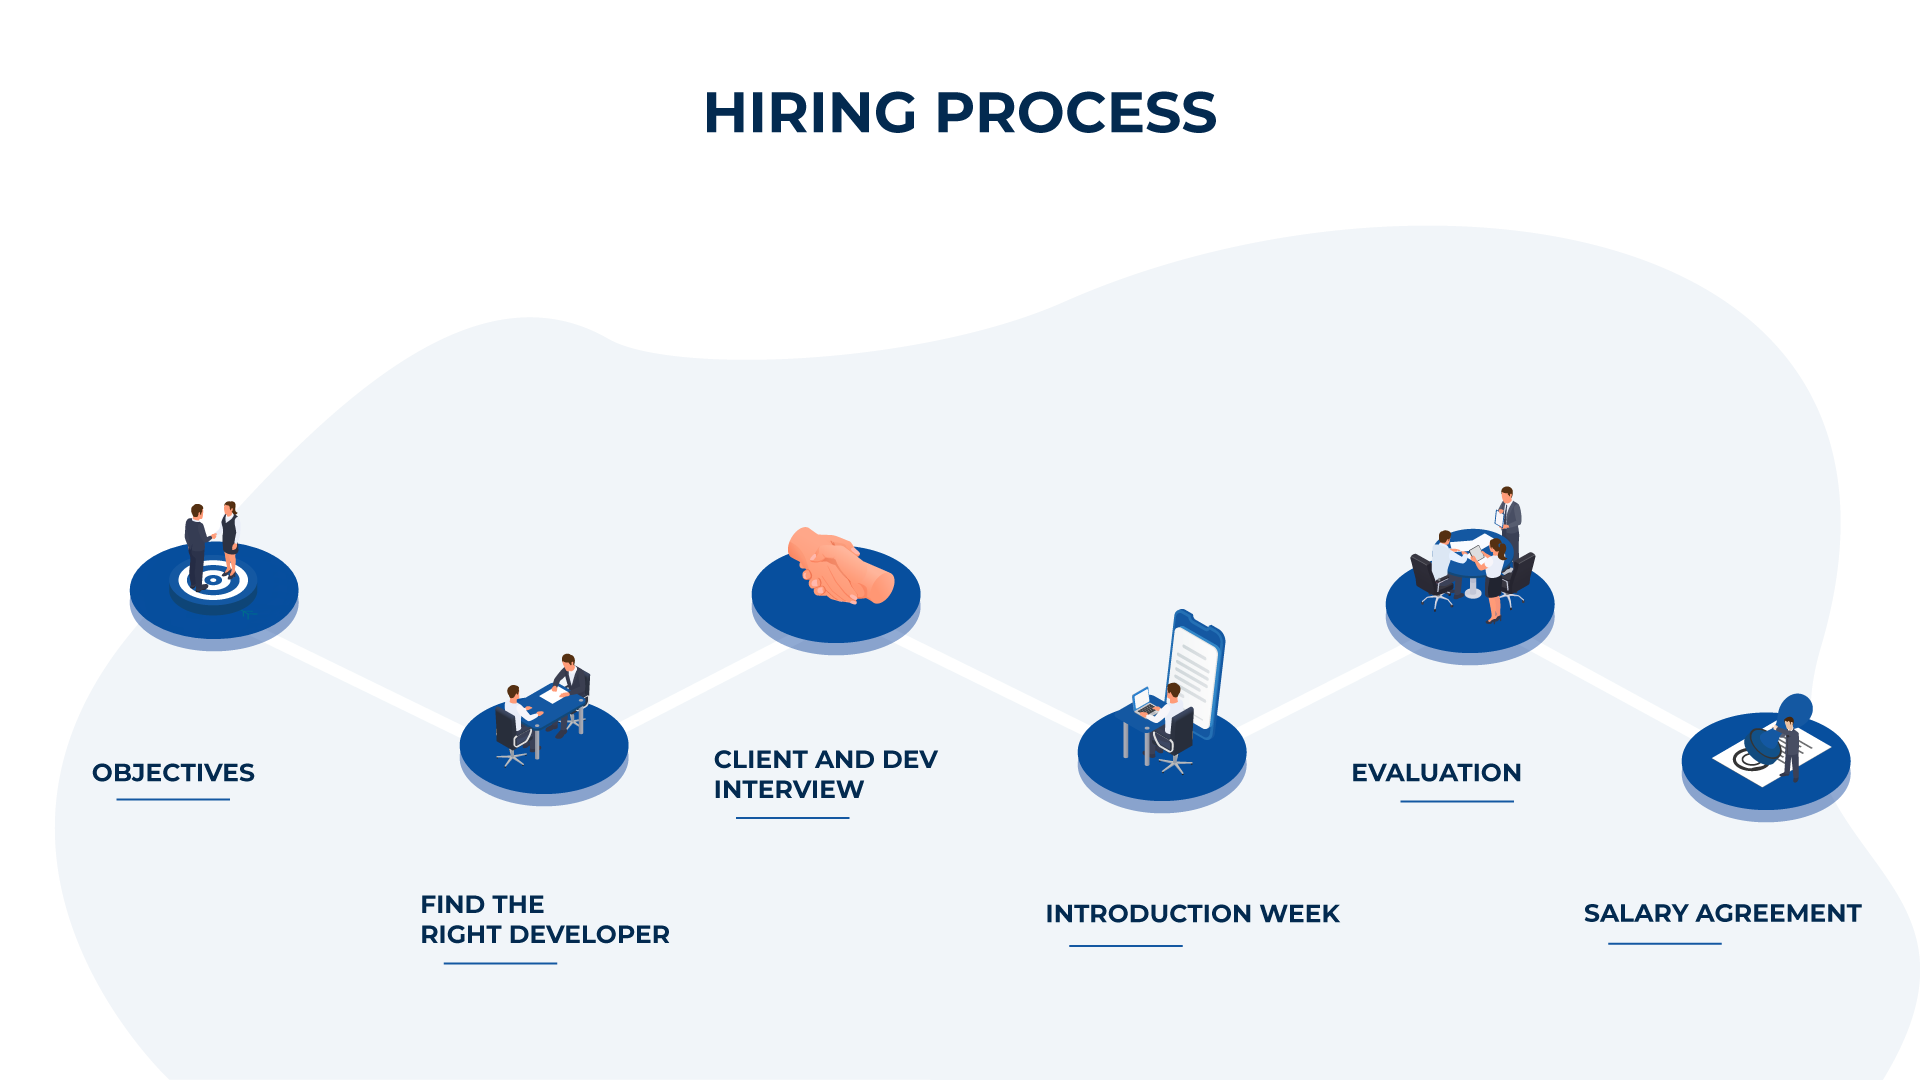 HIRING PROCESS
OBJECTIVES
FIND THE
RIGHT DEVELOPER
CLIENT AND DEV
INTERVIEW
INTRODUCTION WEEK
EVALUATION
SALARY AGREEMENT